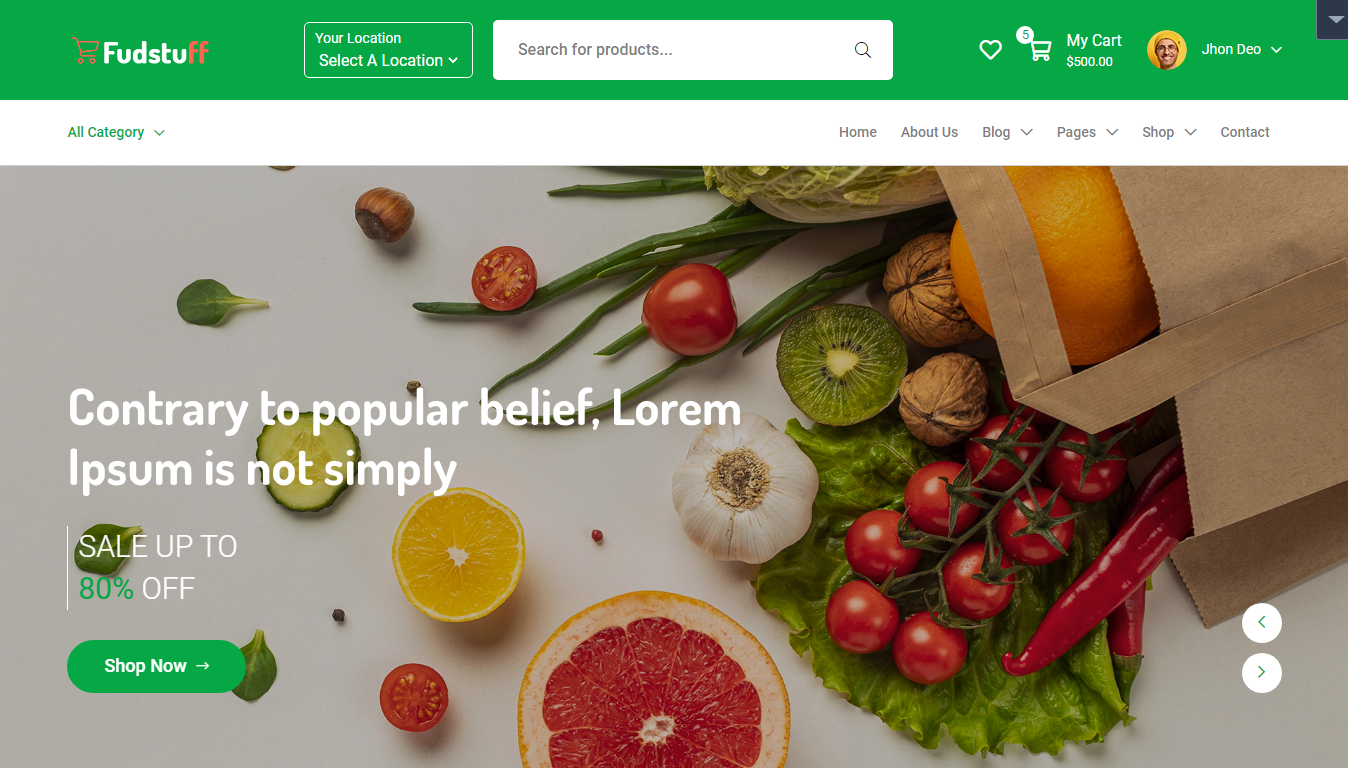 Fudstuff
Your Location
Select A Location
Search for products...
5
My Cart
$500.00
Jhon Deo
All Category
Home
About Us
Blog
Pages
Shop
Contact
Contrary to popular belief, Lorem
Ipsum is not simply
SALE UP TO
80% OFF
Shop Now